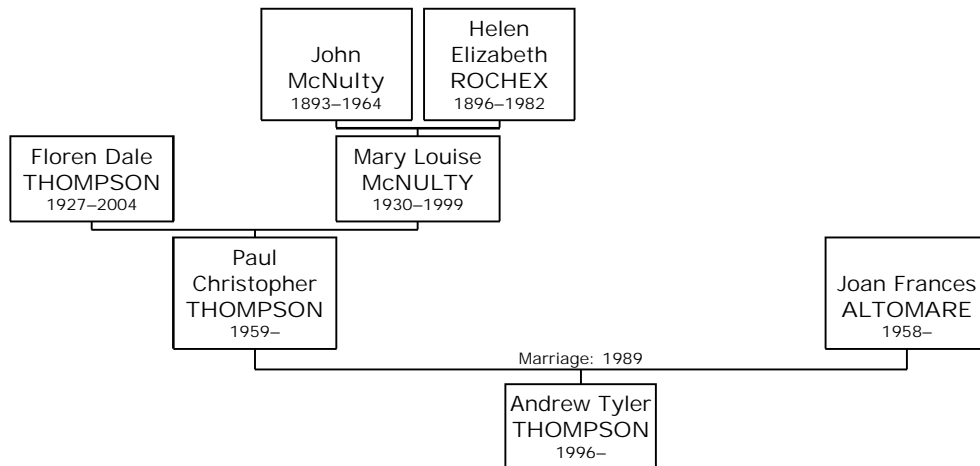 John
McNulty
1893–1964
Helen
Elizabeth
ROCHEX
1896–1982
Floren Dale
THOMPSON
1927–2004
Mary Louise
McNULTY
1930–1999
Paul
Christopher
THOMPSON
1959–
Joan Frances
ALTOMARE
1958–
Marriage: 1989
Andrew Tyler
THOMPSON
1996–